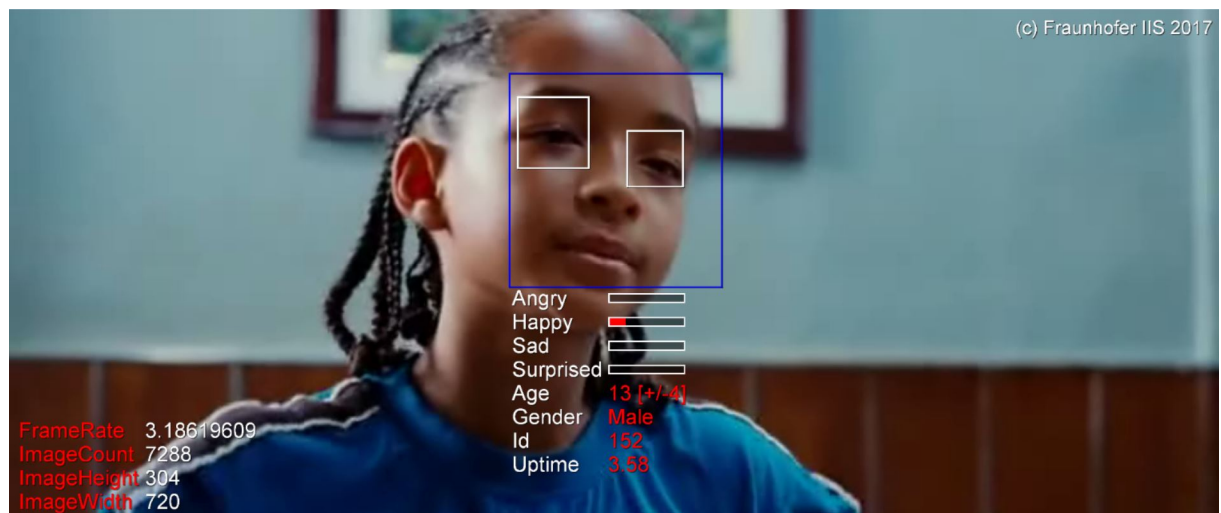 (c) Fraunhofer IIS 2017
Angry
Happy
Sad
Surprised
Age 13 [+/-4]
Gender Male
Id 152
Uptime 3.58
FrameRate 3.18619609
ImageCount 7288
ImageHeight 304
ImageWidth 720